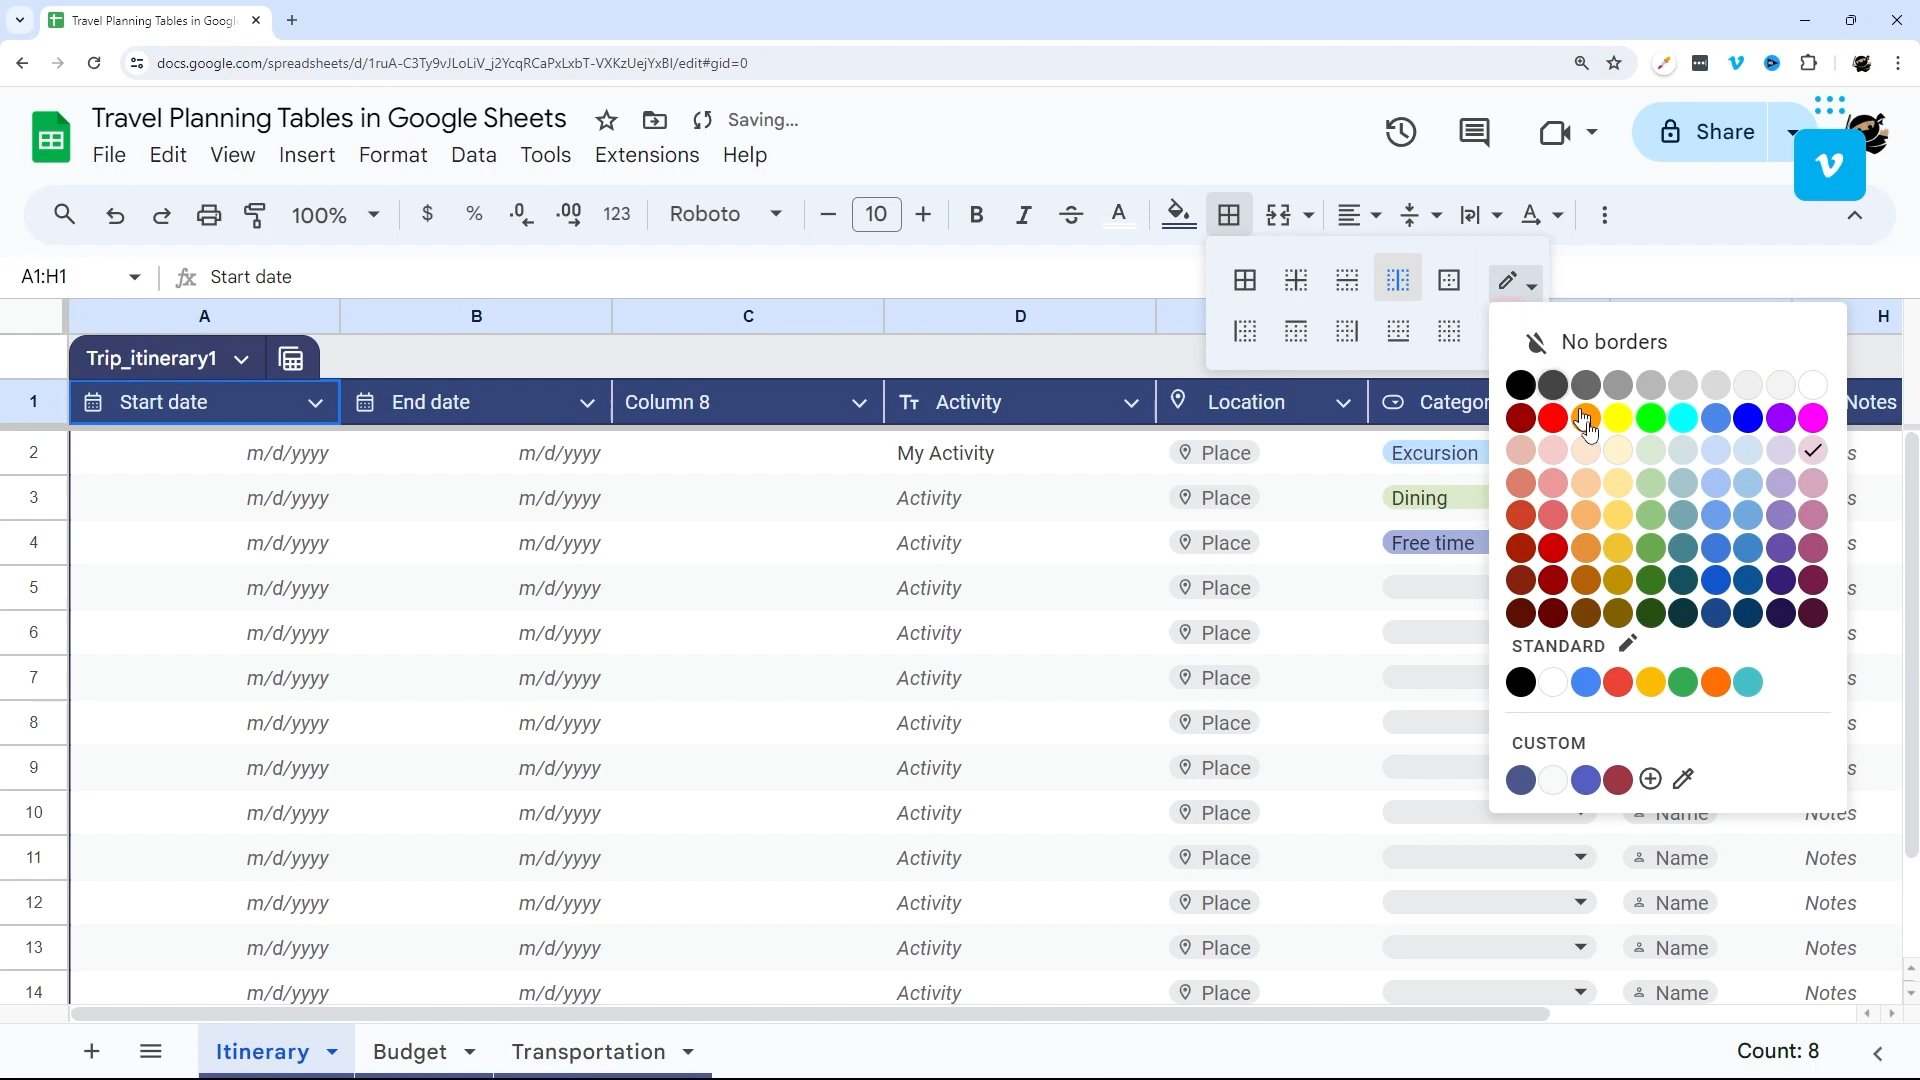 Travel Planning Tables in Googl
docs.google.com/spreadsheets/d/1ruA-C3Ty9vJLoLiV_j2YcqRCaPxLxbT-VXKzUejYxBI/edit#gid=0
Travel Planning Tables in Google Sheets Saving...
Share
File Edit View Insert Format Data Tools Extensions Help
100% $ % .0 .00 123 Roboto 10 B I S A A
A1:H1 fx Start date
A B C D H
No borders
Trip_itinerary1
1 Start date End date Column 8 Tт Activity Location Categor Notes
2 m/d/yyyy m/d/yyyy My Activity Place Excursion s
3 m/d/yyyy m/d/yyyy Activity Place Dining s
4 m/d/yyyy m/d/yyyy Activity Place Free time s
5 m/d/yyyy m/d/yyyy Activity Place s
6 m/d/yyyy m/d/yyyy Activity Place s
STANDARD
7 m/d/yyyy m/d/yyyy Activity Place s
8 m/d/yyyy m/d/yyyy Activity Place s
CUSTOM
9 m/d/yyyy m/d/yyyy Activity Place s
10 m/d/yyyy m/d/yyyy Activity Place Name Notes
11 m/d/yyyy m/d/yyyy Activity Place Name Notes
12 m/d/yyyy m/d/yyyy Activity Place Name Notes
13 m/d/yyyy m/d/yyyy Activity Place Name Notes
14 m/d/yyyy m/d/yyyy Activity Place Name Notes
Itinerary Budget Transportation Count: 8